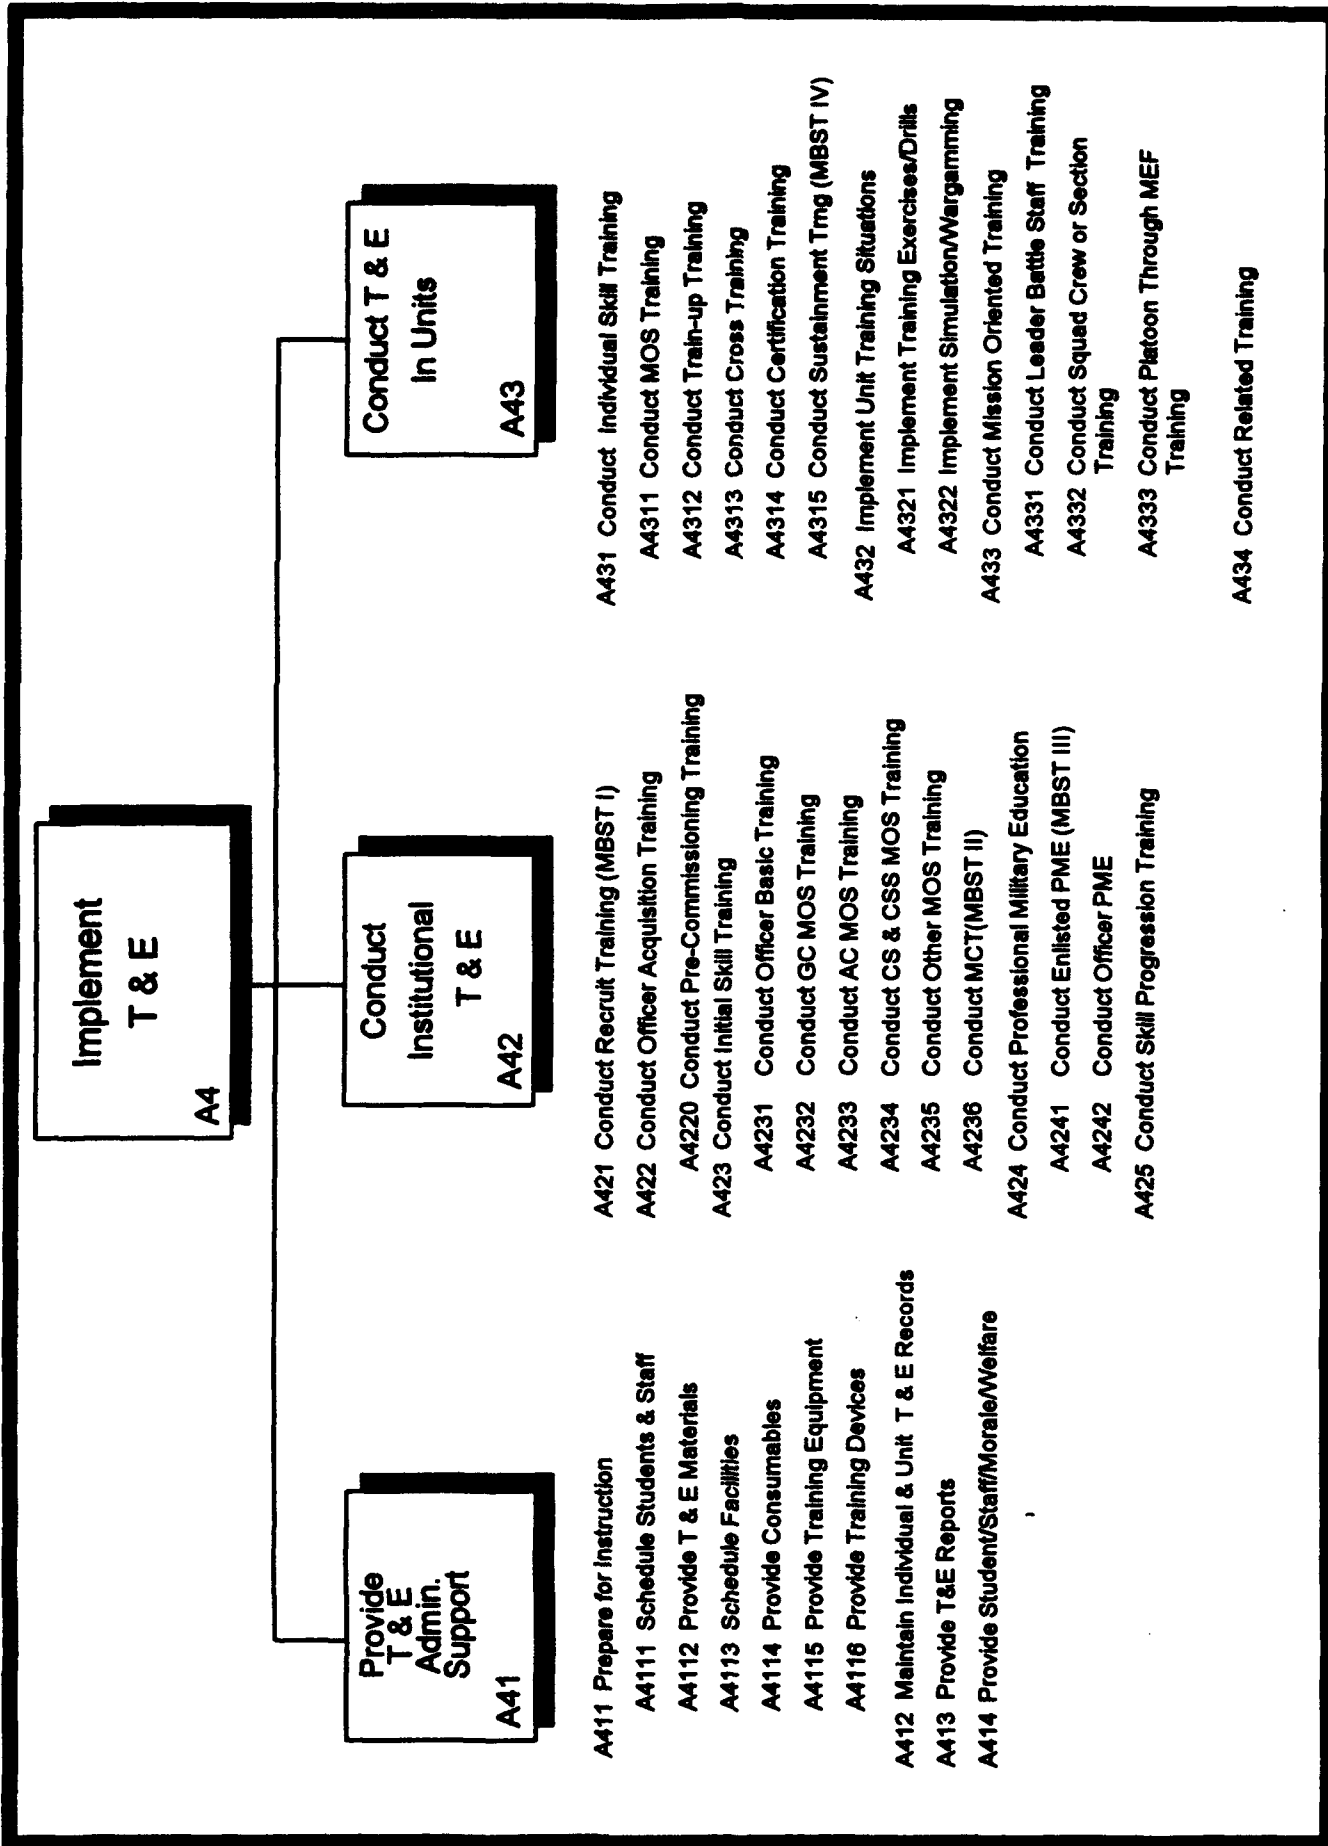 Implement
T & E
A4
Provide
T & E
Admin.
Support
A41
A411 Prepare for Instruction
A4111 Schedule Students & Staff
A4112 Provide T & E Materials
A4113 Schedule Facilities
A4114 Provide Consumables
A4115 Provide Training Equipment
A4116 Provide Training Devices
A412 Maintain Individual & Unit T & E Records
A413 Provide T&E Reports
A414 Provide Student/Staff/Morale/Welfare
Conduct
Institutional
T & E
A42
A421 Conduct Recruit Training (MBST I)
A422 Conduct Officer Acquisition Training
A4220 Conduct Pre-Commissioning Training
A423 Conduct Initial Skill Training
A4231 Conduct Officer Basic Training
A4232 Conduct GC MOS Training
A4233 Conduct AC MOS Training
A4234 Conduct CS & CSS MOS Training
A4235 Conduct Other MOS Training
A4236 Conduct MCT(MBST II)
A424 Conduct Professional Military Education
A4241 Conduct Enlisted PME (MBST III)
A4242 Conduct Officer PME
A425 Conduct Skill Progression Training
Conduct T & E
In Units
A43
A431 Conduct Individual Skill Training
A4311 Conduct MOS Training
A4312 Conduct Train-up Training
A4313 Conduct Cross Training
A4314 Conduct Certification Training
A4315 Conduct Sustainment Trng (MBST IV)
A432 Implement Unit Training Situations
A4321 Implement Training Exercises/Drills
A4322 Implement Simulation/Wargamming
A433 Conduct Mission Oriented Training
A4331 Conduct Leader Battle Staff Training
A4332 Conduct Squad Crew or Section
Training
A4333 Conduct Platoon Through MEF
Training
A434 Conduct Related Training